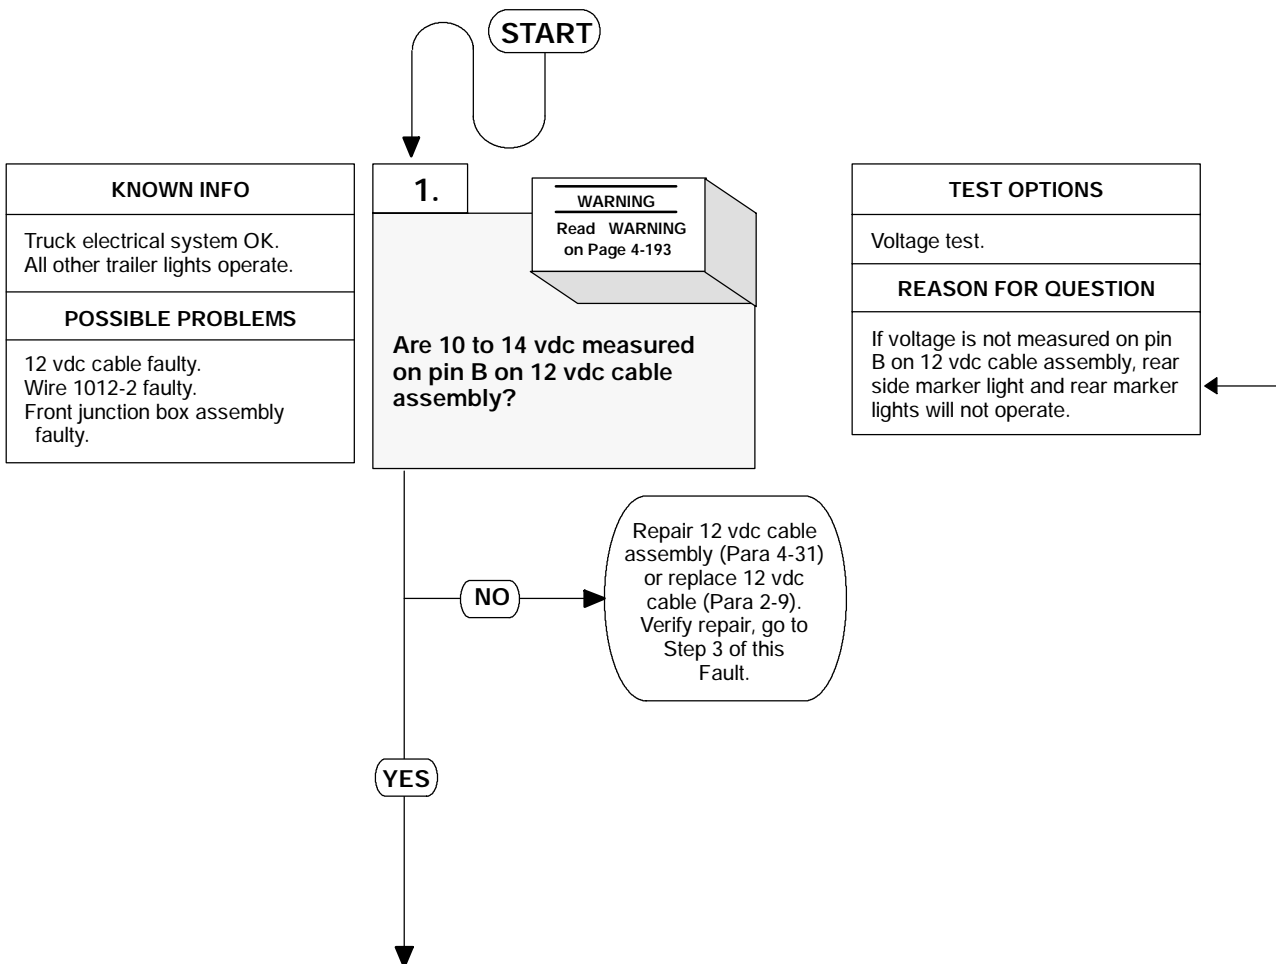 START
KNOWN INFO
Truck electrical system OK.
All other trailer lights operate.
POSSIBLE PROBLEMS
12 vdc cable faulty.
Wire 1012-2 faulty.
Front junction box assembly
faulty.
1.
WARNING
Read WARNING
on Page 4-193
Are 10 to 14 vdc measured
on pin B on 12 vdc cable
assembly?
TEST OPTIONS
Voltage test.
REASON FOR QUESTION
If voltage is not measured on pin
B on 12 vdc cable assembly, rear
side marker light and rear marker
lights will not operate.
NO
Repair 12 vdc cable
assembly (Para 4-31)
or replace 12 vdc
cable (Para 2-9).
Verify repair, go to
Step 3 of this
Fault.
YES